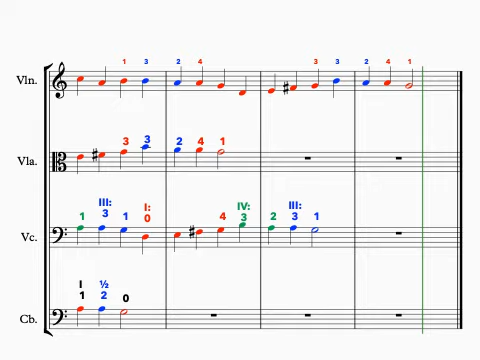 1 3 2 4 3 3 2 4 1
Vln.
3 3 2 4 1
Vla.
III: I: IV: III:
1 3 1 0 4 3 2 3 1
Vc.
I ½
1 2 0
Cb.